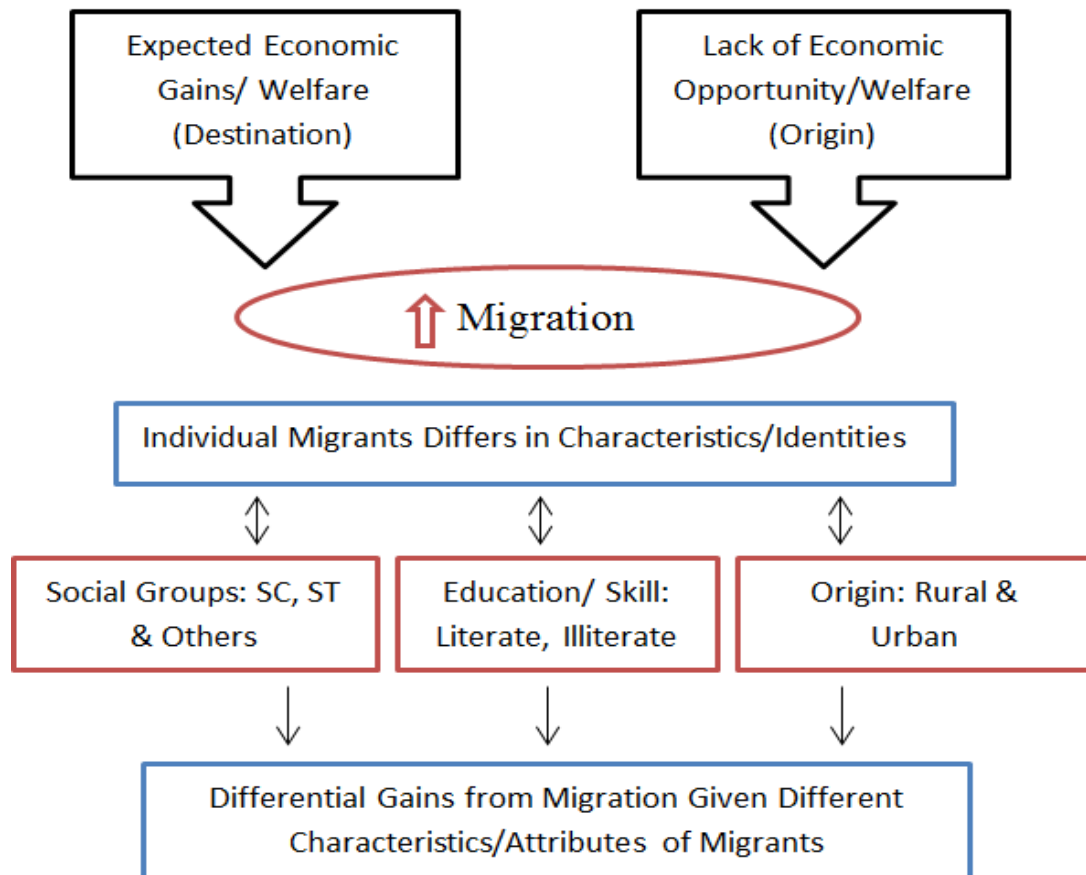 Expected Economic
Gains/ Welfare
(Destination)
Lack of Economic
Opportunity/Welfare
(Origin)
Migration
Individual Migrants Differs in Characteristics/Identities
Social Groups: SC, ST
& Others
Education/ Skill:
Literate, Illiterate
Origin: Rural &
Urban
Differential Gains from Migration Given Different
Characteristics/Attributes of Migrants